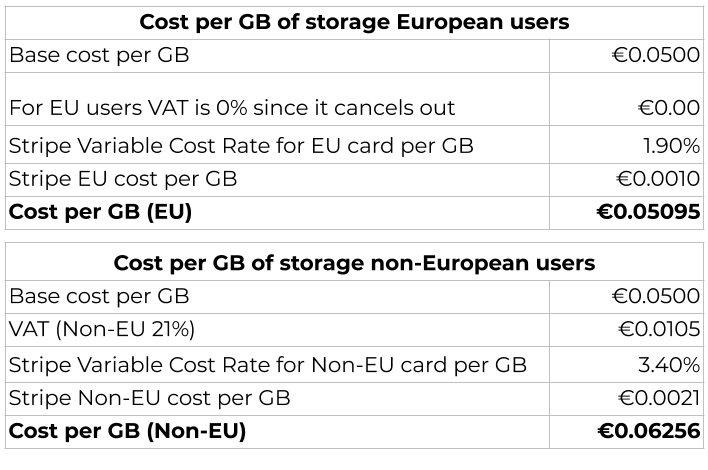 Cost per GB of storage European users
Base cost per GB €0.0500
For EU users VAT is 0% since it cancels out €0.00
Stripe Variable Cost Rate for EU card per GB 1.90%
Stripe EU cost per GB €0.0010
Cost per GB (EU) €0.05095
Cost per GB of storage non-European users
Base cost per GB €0.0500
VAT (Non-EU 21%) €0.0105
Stripe Variable Cost Rate for Non-EU card per GB 3.40%
Stripe Non-EU cost per GB €0.0021
Cost per GB (Non-EU) €0.06256